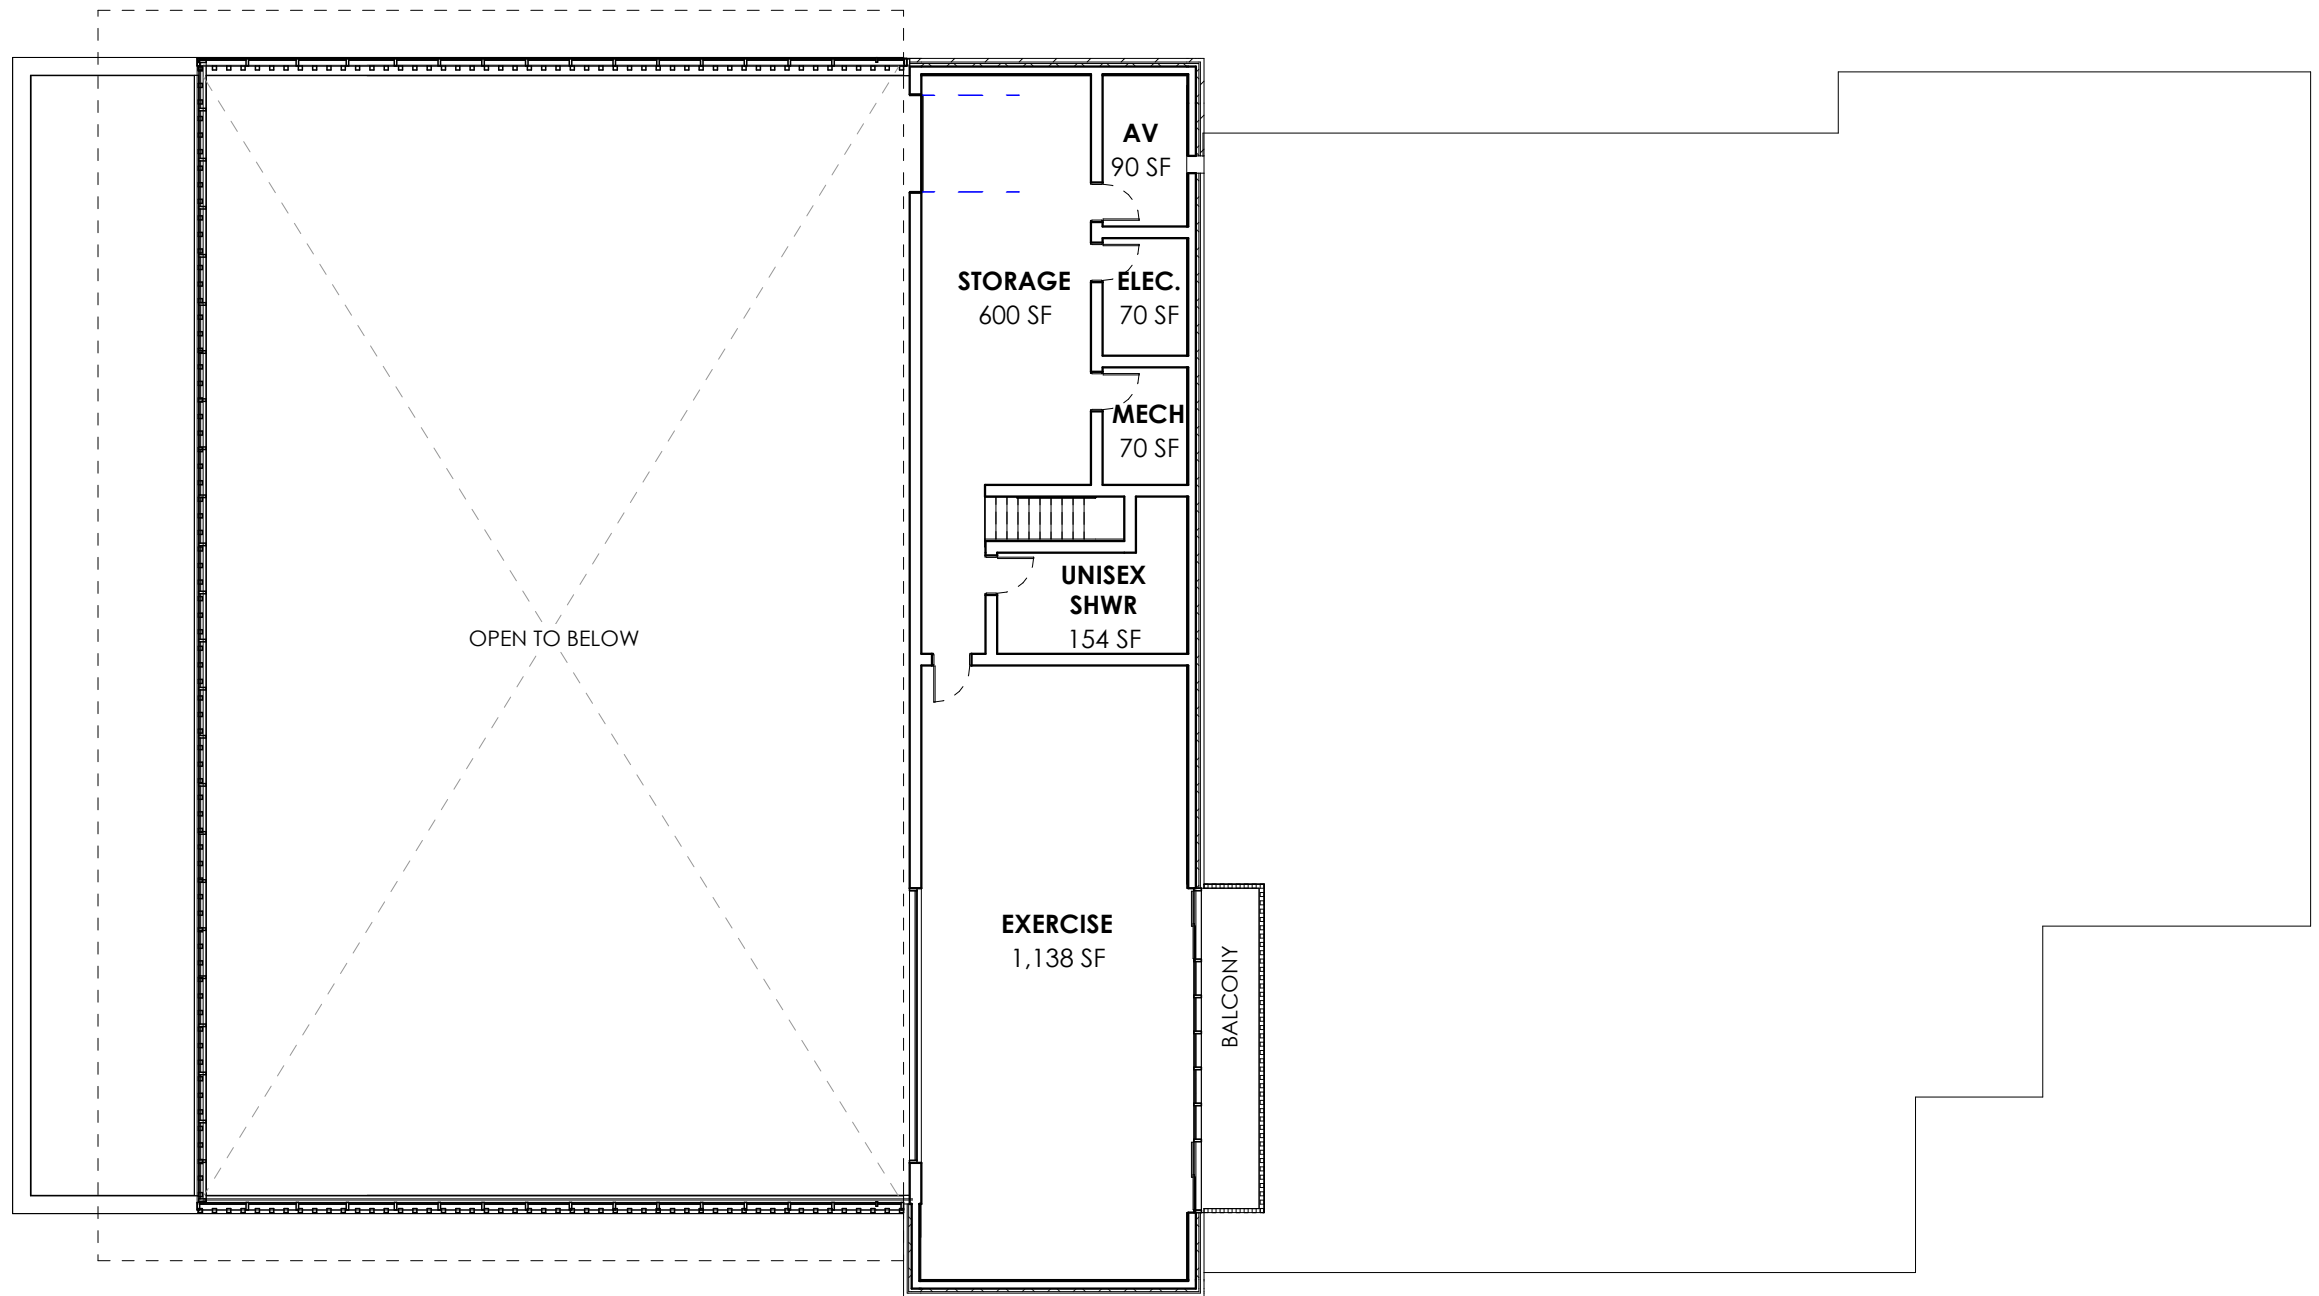 AV
90 SF
STORAGE
600 SF
ELEC.
70 SF
MECH
70 SF
UNISEX
SHWR
154 SF
OPEN TO BELOW
EXERCISE
1,138 SF
BALCONY